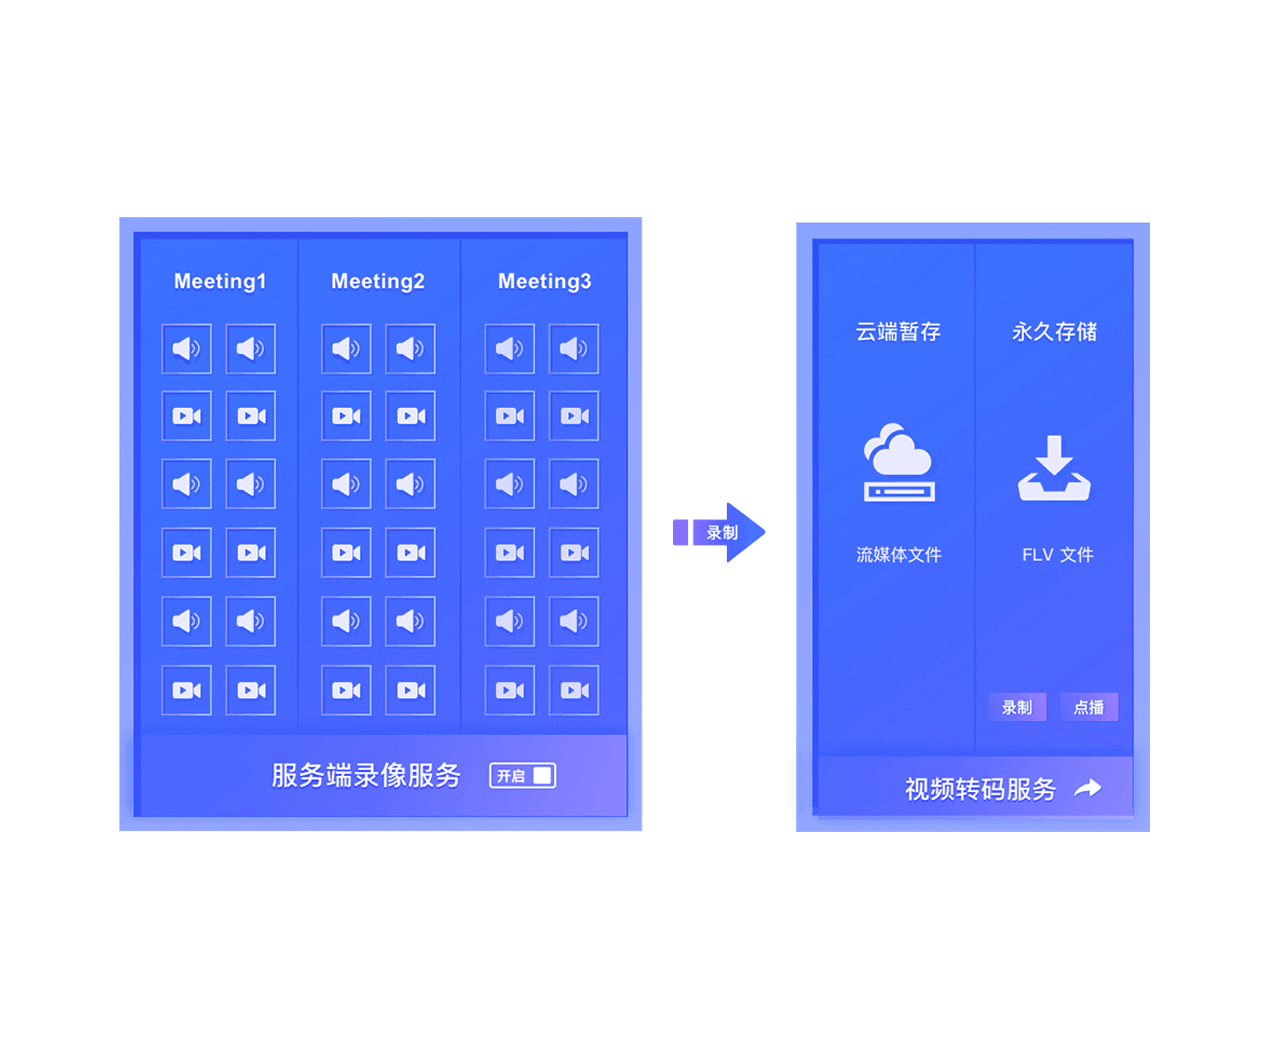 Meeting1
Meeting2
Meeting3
服务端录像服务
开启
录制
云端暂存
永久存储
流媒体文件
FLV 文件
录制
点播
视频转码服务